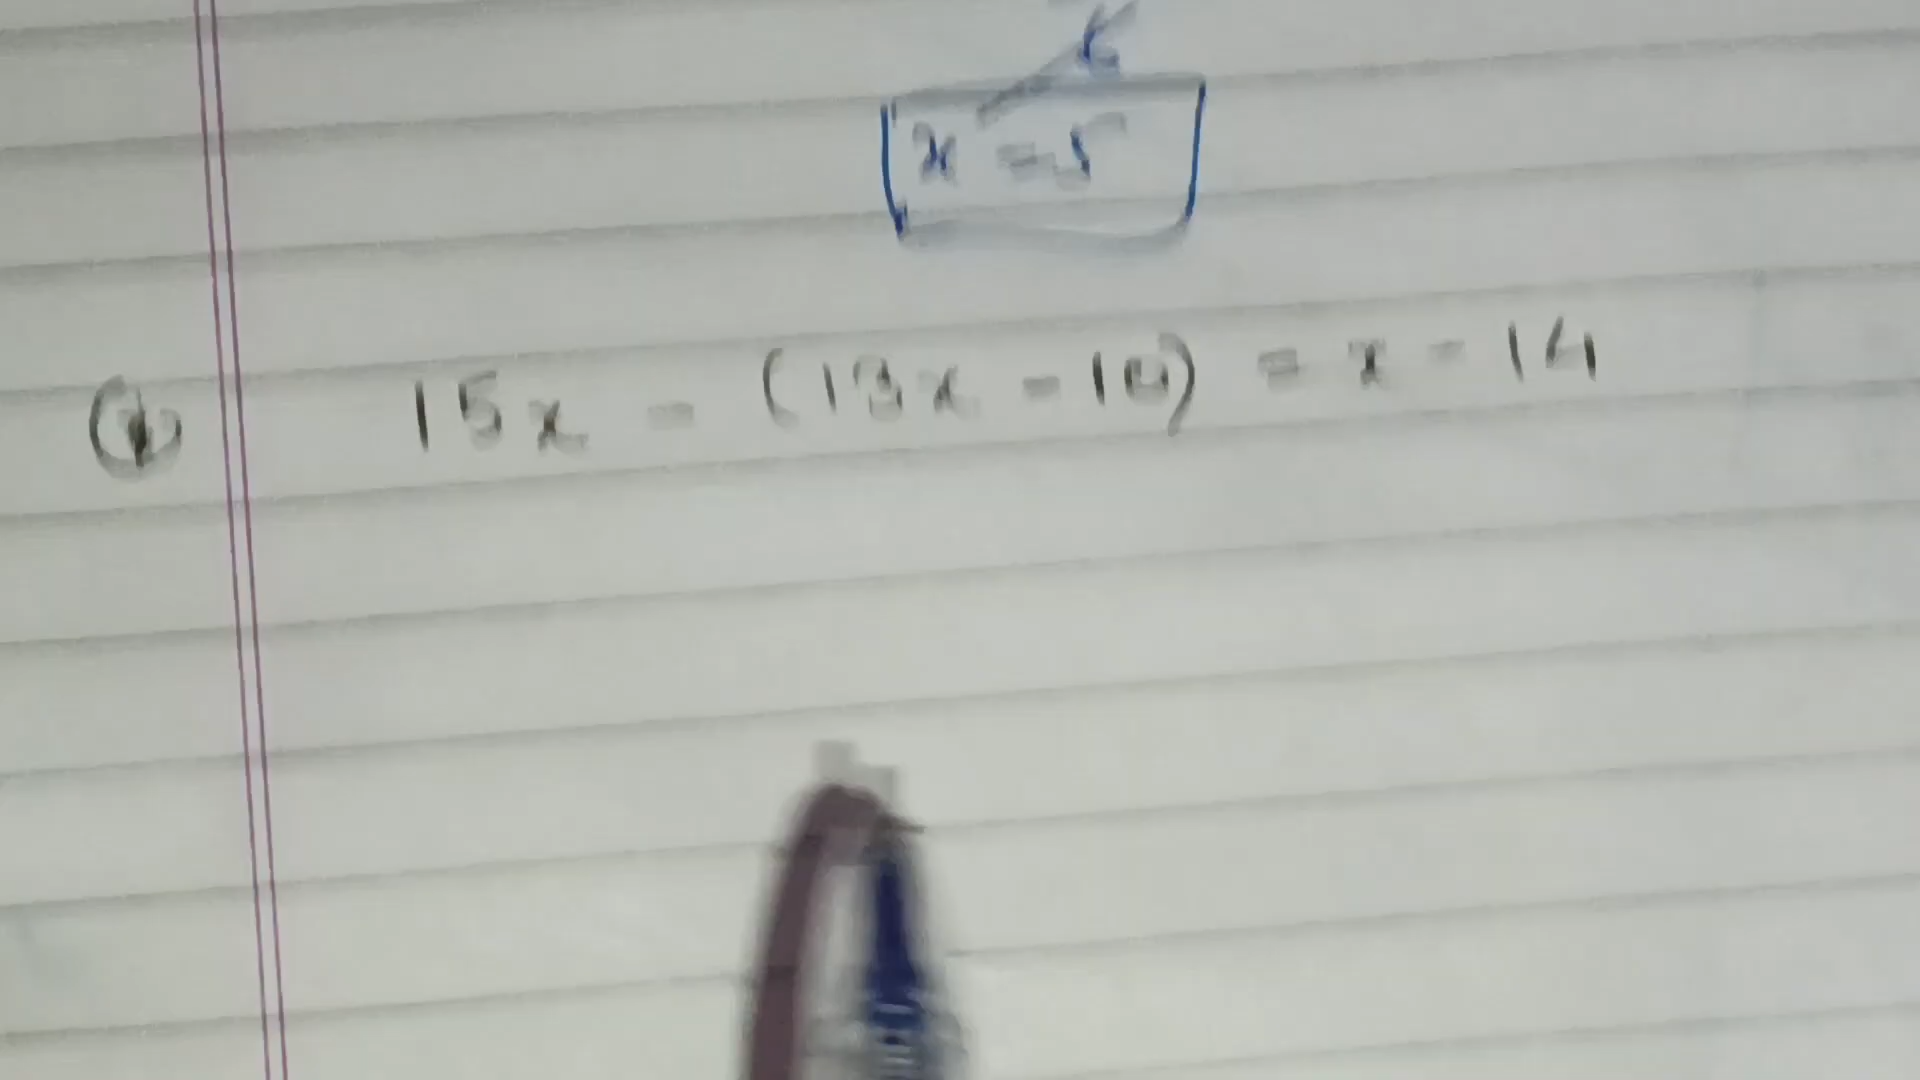 x = 5
15x - (13x - 10) = x - 14